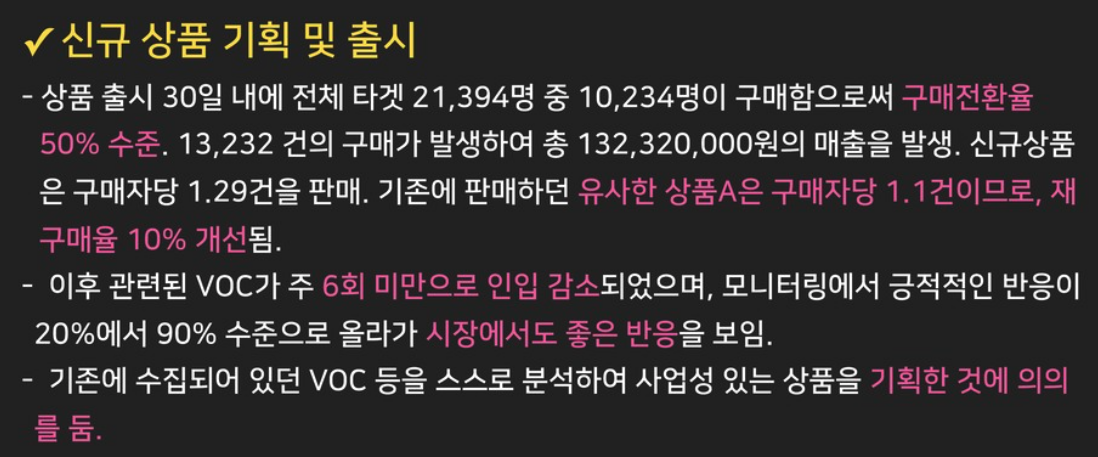 ✓ 신규 상품 기획 및 출시
- 상품 출시 30일 내에 전체 타겟 21,394명 중 10,234명이 구매함으로써 구매전환율
50% 수준. 13,232 건의 구매가 발생하여 총 132,320,000원의 매출을 발생. 신규상품
은 구매자당 1.29건을 판매. 기존에 판매하던 유사한 상품A은 구매자당 1.1건이므로, 재
구매율 10% 개선됨.
- 이후 관련된 VOC가 주 6회 미만으로 인입 감소되었으며, 모니터링에서 긍적적인 반응이
20%에서 90% 수준으로 올라가 시장에서도 좋은 반응을 보임.
- 기존에 수집되어 있던 VOC 등을 스스로 분석하여 사업성 있는 상품을 기획한 것에 의의
를 둠.